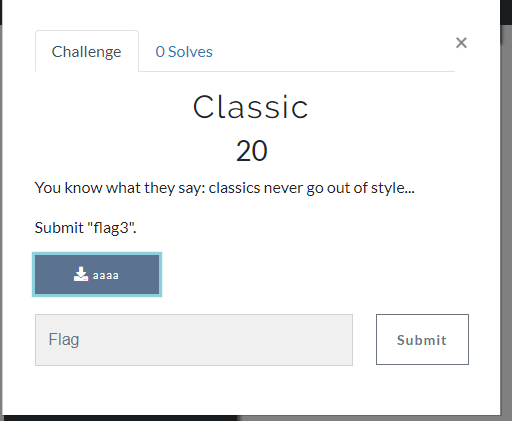 Challenge
0 Solves
×
Classic
20
You know what they say: classics never go out of style...
Submit "flag3".
aaaa
Flag
Submit